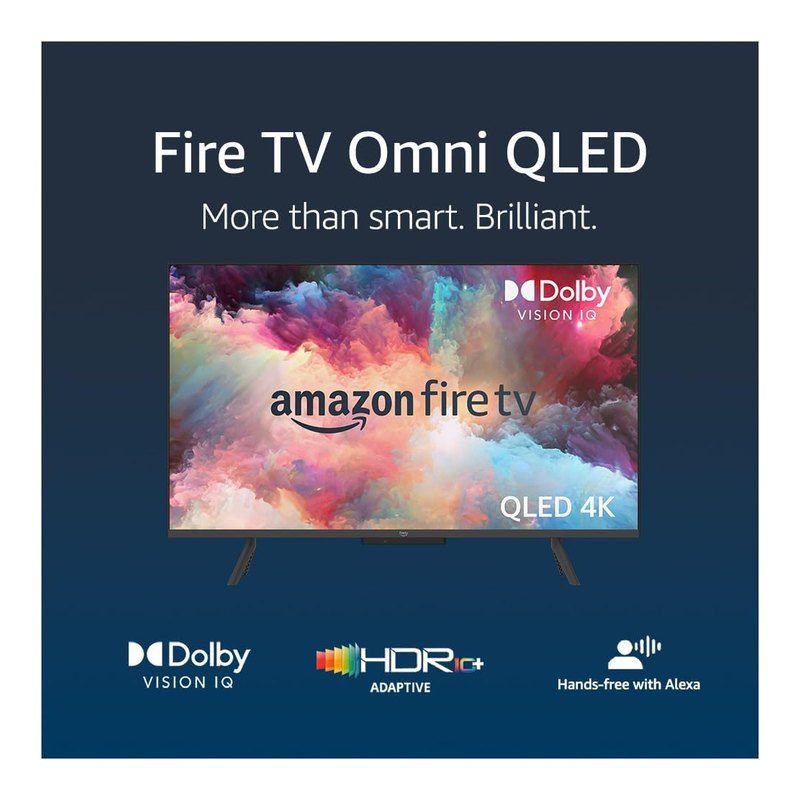 Fire TV Omni QLED
More than smart. Brilliant.
Dolby
VISION IQ
amazon fire tv
QLED 4K
Dolby
VISION IQ
HDR10+
ADAPTIVE
Hands-free with Alexa